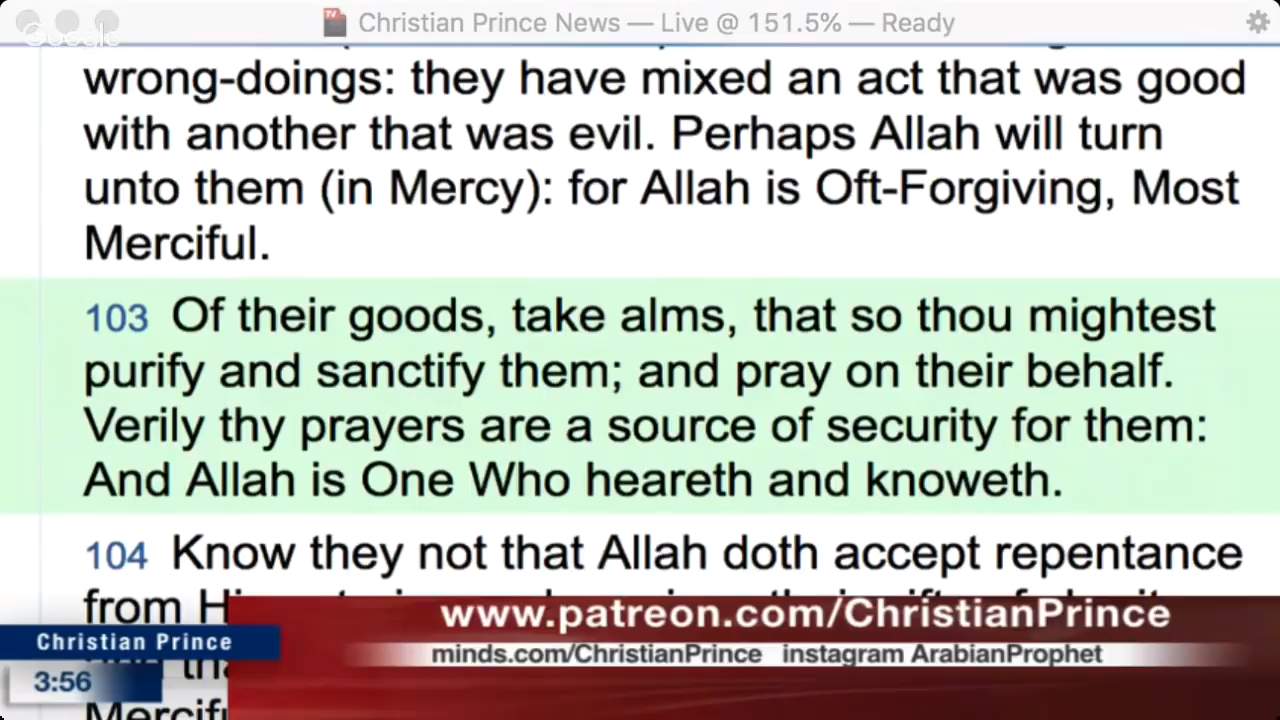 Christian Prince News — Live @ 151.5% — Ready
Google
wrong-doings: they have mixed an act that was good
with another that was evil. Perhaps Allah will turn
unto them (in Mercy): for Allah is Oft-Forgiving, Most
Merciful.
103 Of their goods, take alms, that so thou mightest
purify and sanctify them; and pray on their behalf.
Verily thy prayers are a source of security for them:
And Allah is One Who heareth and knoweth.
104 Know they not that Allah doth accept repentance
from
www.patreon.com/ChristianPrince
Christian Prince
minds.com/ChristianPrince instagram ArabianProphet
3:56